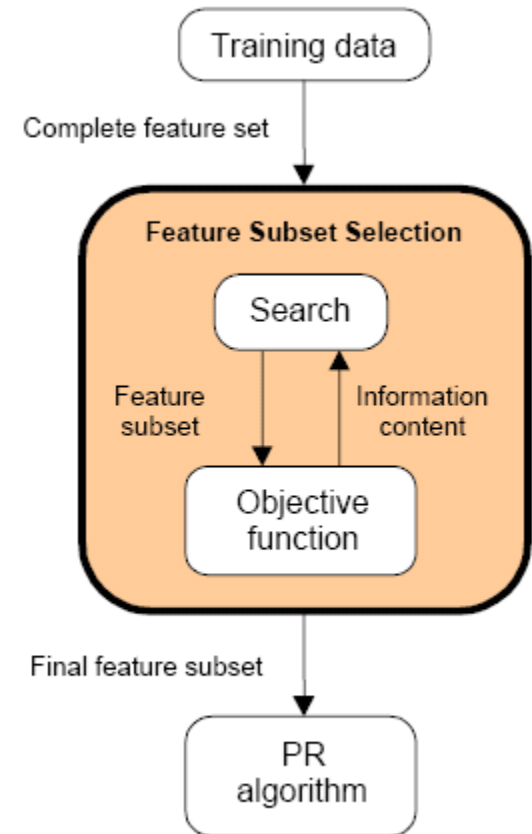 Training data
Complete feature set
Feature Subset Selection
Search
Feature
subset
Information
content
Objective
function
Final feature subset
PR
algorithm